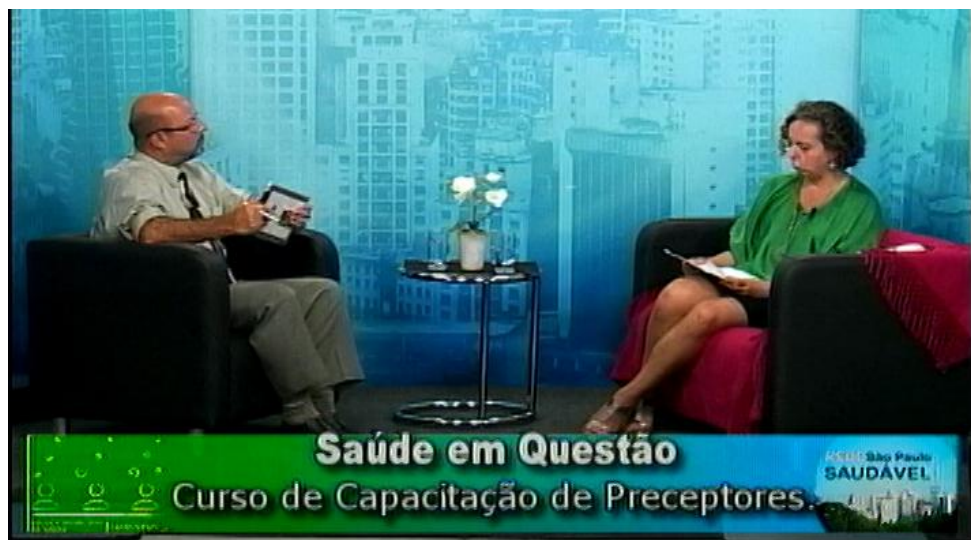 Saúde em Questão
Curso de Capacitação de Preceptores.
São Paulo
SAUDÁVEL